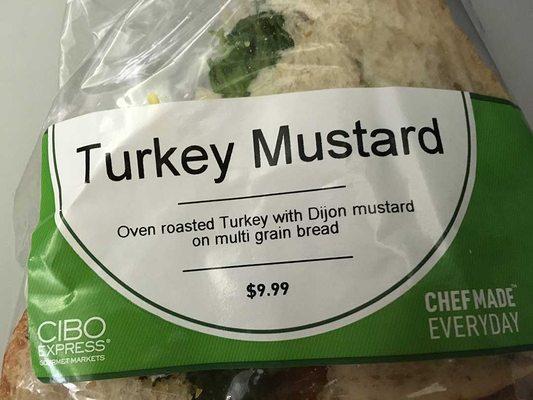 Turkey Mustard
Oven roasted Turkey with Dijon mustard
on multi grain bread
$9.99
CIBO
EXPRESS®
GOURMET MARKETS
CHEF MADE™
EVERYDAY